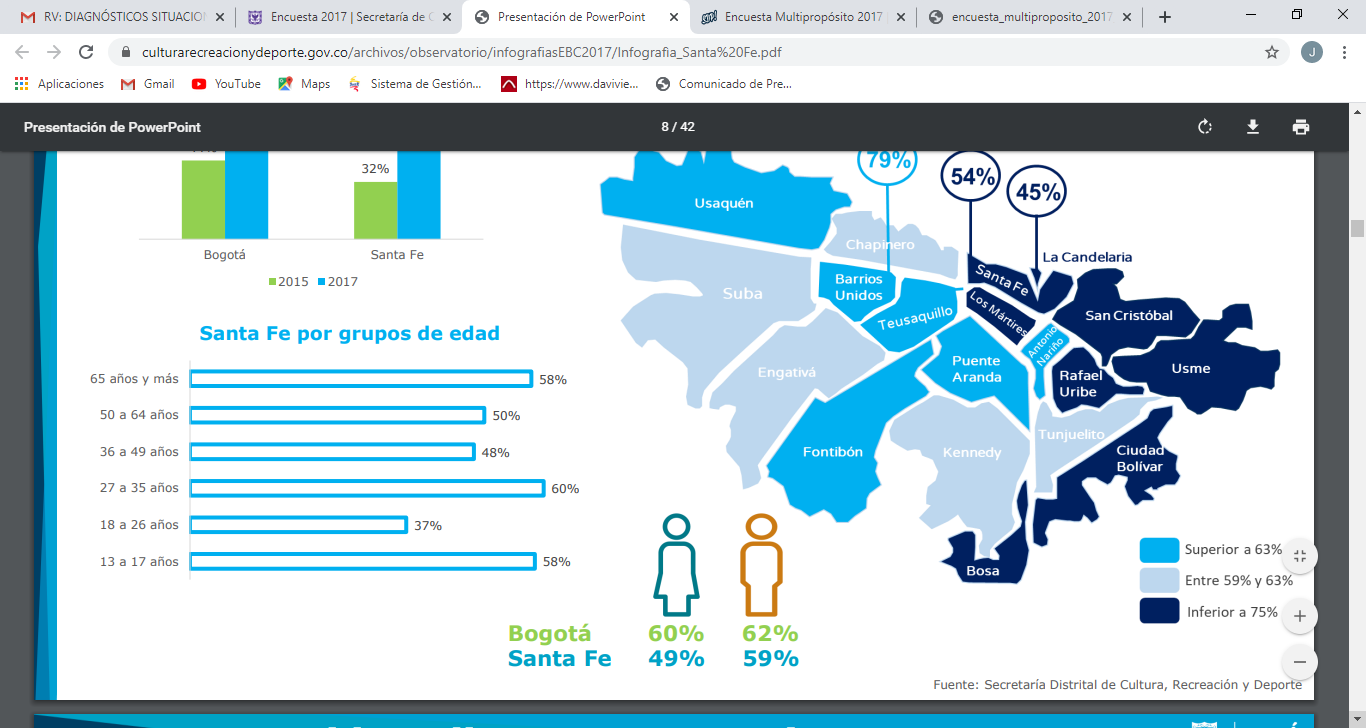 RV: DIAGNÓSTICOS SITUACIO
Encuesta 2017 | Secretaría de C
Presentación de PowerPoint
Encuesta Multipropósito 2017
encuesta_multiproposito_2017
culturarecreacionydeporte.gov.co/archivos/observatorio/infografiasEBC2017/Infografia_Santa%20Fe.pdf
J
Aplicaciones
Gmail
YouTube
Maps
Sistema de Gestión...
https://www.davivie...
Comunicado de Pre...
Presentación de PowerPoint
8 / 42
32%
Bogotá
Santa Fe
2015
2017
Santa Fe por grupos de edad
65 años y más
58%
50 a 64 años
50%
36 a 49 años
48%
27 a 35 años
60%
18 a 26 años
37%
13 a 17 años
58%
79%
54%
45%
Usaquén
Chapinero
La Candelaria
Suba
Barrios
Unidos
Santa Fe
Teusaquillo
Los Mártires
San Cristóbal
Engativá
Puente
Aranda
Antonio
Nariño
Rafael
Uribe
Usme
Fontibón
Kennedy
Tunjuelito
Ciudad
Bolívar
Bosa
Superior a 63%
Entre 59% y 63%
Inferior a 75%
Bogotá 60% 62%
Santa Fe 49% 59%
Fuente: Secretaría Distrital de Cultura, Recreación y Deporte